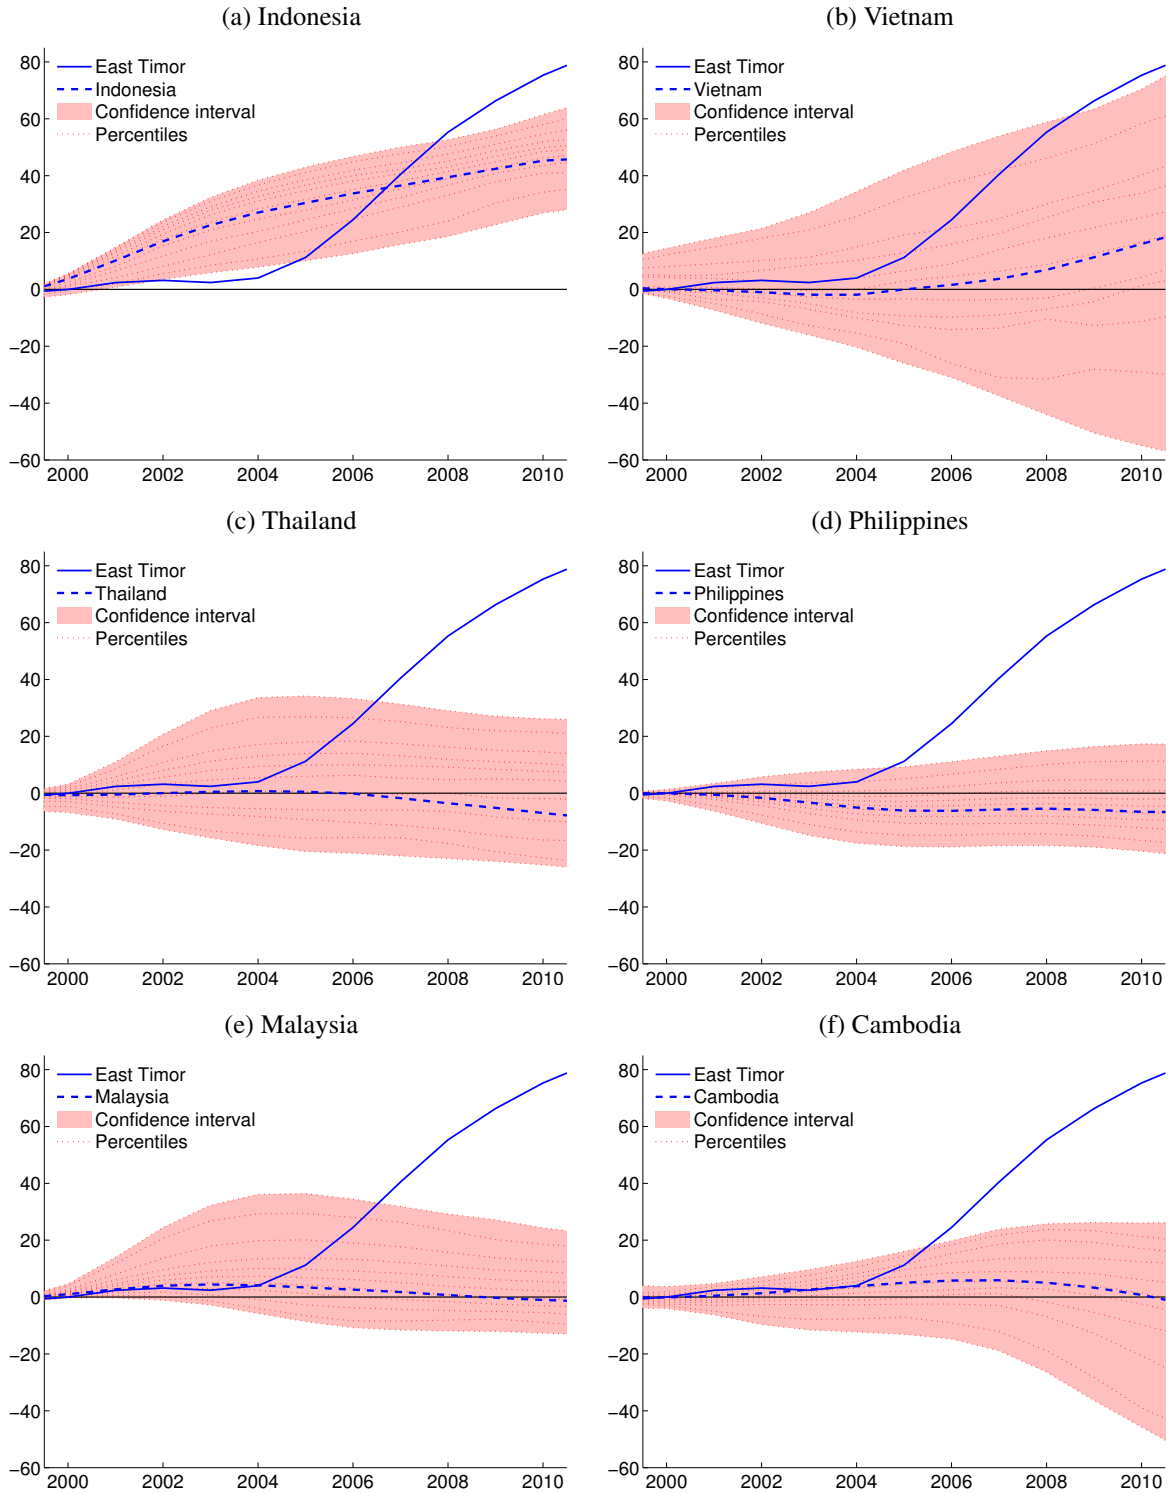 (a) Indonesia
80
60
40
20
0
−20
−40
−60
East Timor
Indonesia
Confidence interval
Percentiles
2000 2002 2004 2006 2008 2010
(b) Vietnam
80
60
40
20
0
−20
−40
−60
East Timor
Vietnam
Confidence interval
Percentiles
2000 2002 2004 2006 2008 2010
(c) Thailand
80
60
40
20
0
−20
−40
−60
East Timor
Thailand
Confidence interval
Percentiles
2000 2002 2004 2006 2008 2010
(d) Philippines
80
60
40
20
0
−20
−40
−60
East Timor
Philippines
Confidence interval
Percentiles
2000 2002 2004 2006 2008 2010
(e) Malaysia
80
60
40
20
0
−20
−40
−60
East Timor
Malaysia
Confidence interval
Percentiles
2000 2002 2004 2006 2008 2010
(f) Cambodia
80
60
40
20
0
−20
−40
−60
East Timor
Cambodia
Confidence interval
Percentiles
2000 2002 2004 2006 2008 2010